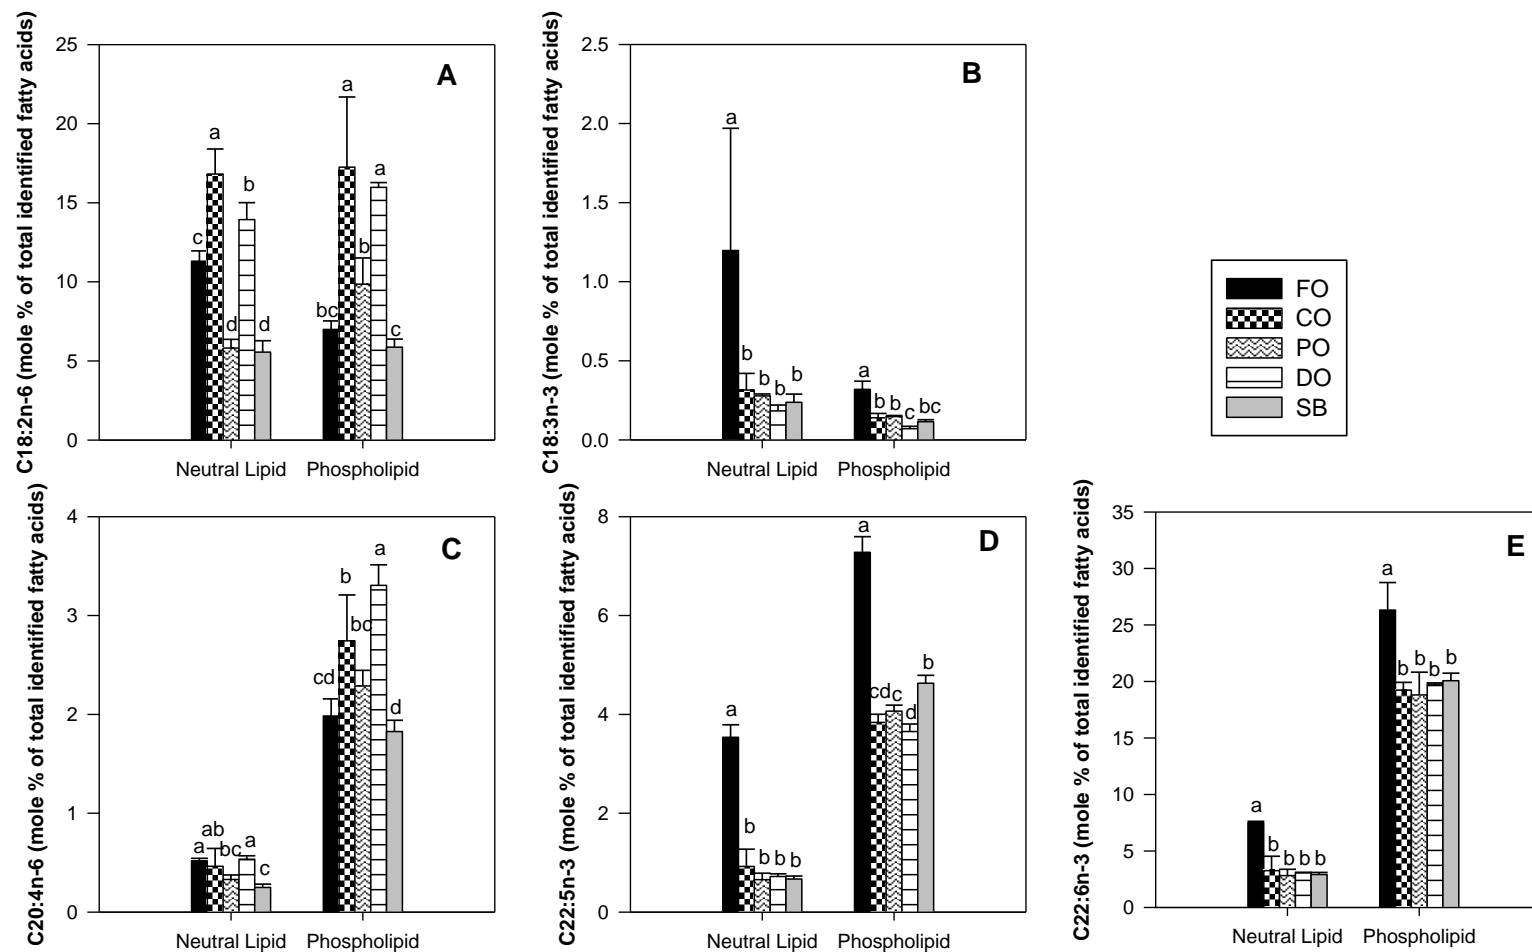 C18:2n-6 (mole % of total identified fatty acids)
25
20
15
10
5
0
A
c
a
d
b
d
bc
a
b
a
c
Neutral Lipid Phospholipid
C18:3n-3 (mole % of total identified fatty acids)
2.5
2.0
1.5
1.0
0.5
0.0
B
a
b
b
b
b
a
b
b
c
bc
Neutral Lipid Phospholipid
FO
CO
PO
DO
SB
C20:4n-6 (mole % of total identified fatty acids)
4
3
2
1
0
C
a
ab
bc
a
c
cd
b
bc
a
d
Neutral Lipid Phospholipid
C22:5n-3 (mole % of total identified fatty acids)
8
6
4
2
0
D
a
b
b
b
b
a
cd
c
d
b
Neutral Lipid Phospholipid
C22:6n-3 (mole % of total identified fatty acids)
35
30
25
20
15
10
5
0
E
a
b
b
b
b
a
b
b
b
b
Neutral Lipid Phospholipid